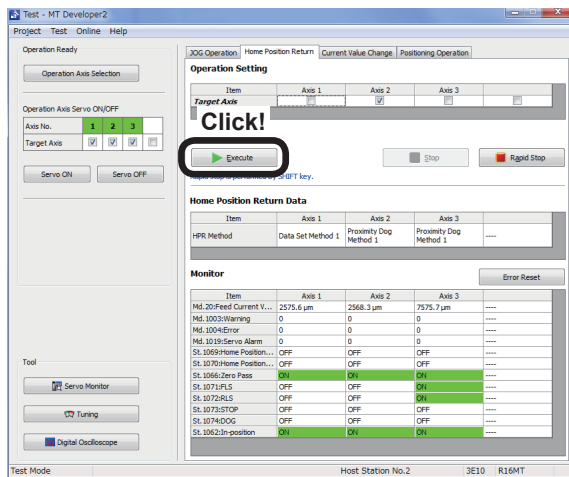 Test - MT Developer2
Project Test Online Help
Operation Ready
Operation Axis Selection
Operation Axis Servo ON/OFF
Axis No. 1 2 3
Target Axis
Servo ON Servo OFF
Tool
Servo Monitor
Tuning
Digital Oscilloscope
JOG Operation Home Position Return Current Value Change Positioning Operation
Operation Setting
Item Axis 1 Axis 2 Axis 3
Target Axis
Click!
Execute Stop Rapid Stop
SHIFT key.
Home Position Return Data
Item Axis 1 Axis 2 Axis 3
HPR Method Data Set Method 1 Proximity Dog Method 1 Proximity Dog Method 1 ----
Monitor
Error Reset
Item Axis 1 Axis 2 Axis 3
Md.20:Feed Current V... 2575.6 µm 2568.3 µm 7575.7 µm ----
Md.1003:Warning 0 0 0 ----
Md.1004:Error 0 0 0 ----
Md.1019:Servo Alarm 0 0 0 ----
St.1069:Home Position... OFF OFF OFF ----
St.1070:Home Position... OFF OFF OFF ----
St.1066:Zero Pass ON ON ON ----
St.1071:FLS OFF OFF ON ----
St.1072:RLS OFF OFF ON ----
St.1073:STOP OFF OFF OFF ----
St.1074:DOG OFF OFF OFF ----
St.1062:In-position ON ON ON ----
Test Mode Host Station No.2 3E10 R16MT